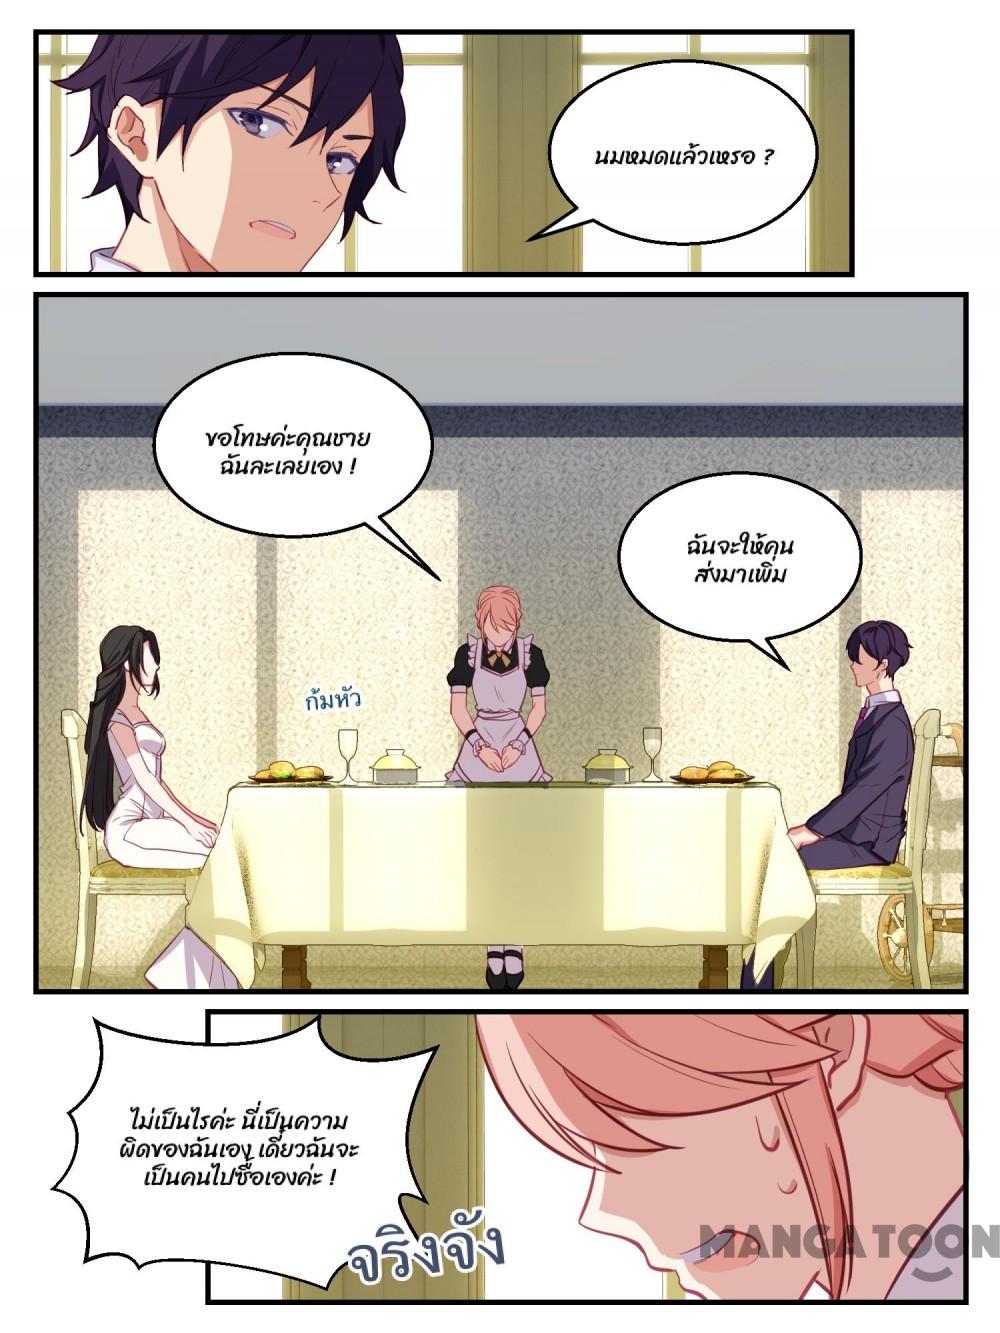 นมหมดแล้วเหรอ ?
ขอโทษค่ะคุณชาย
ฉันละเลยเอง !
ฉันจะให้คน
ส่งมาเพิ่ม
ก้มหัว
ไม่เป็นไรค่ะ นี่เป็นความ
ผิดของฉันเอง เดี๋ยวฉันจะ
เป็นคนไปซื้อเองค่ะ !
จริงจัง
MANGATOON